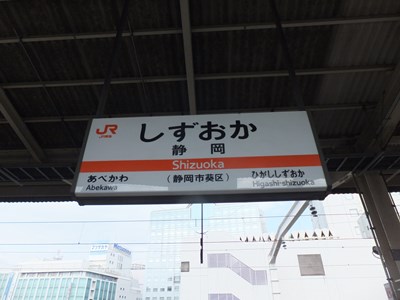 JR
しずおか
静岡
Shizuoka
(静岡市葵区)
あべかわ
Abekawa
ひがししずおか
Higashi-shizuoka